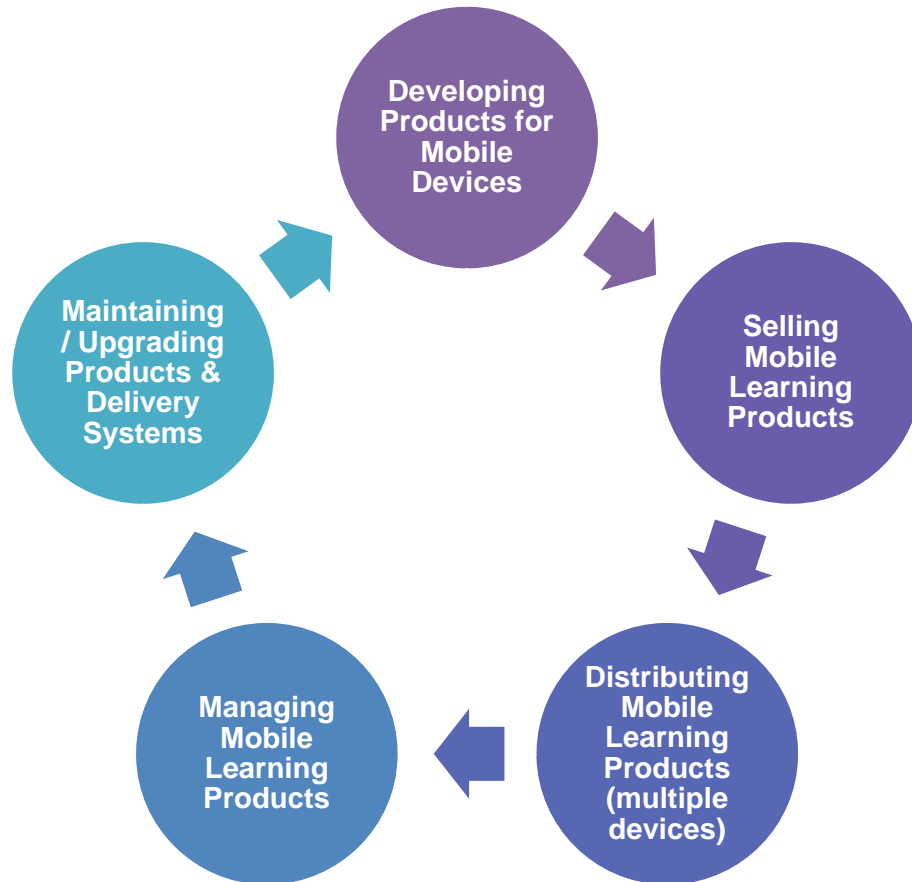 Developing
Products for
Mobile
Devices
Selling
Mobile
Learning
Products
Distributing
Mobile
Learning
Products
(multiple
devices)
Managing
Mobile
Learning
Products
Maintaining
/ Upgrading
Products &
Delivery
Systems